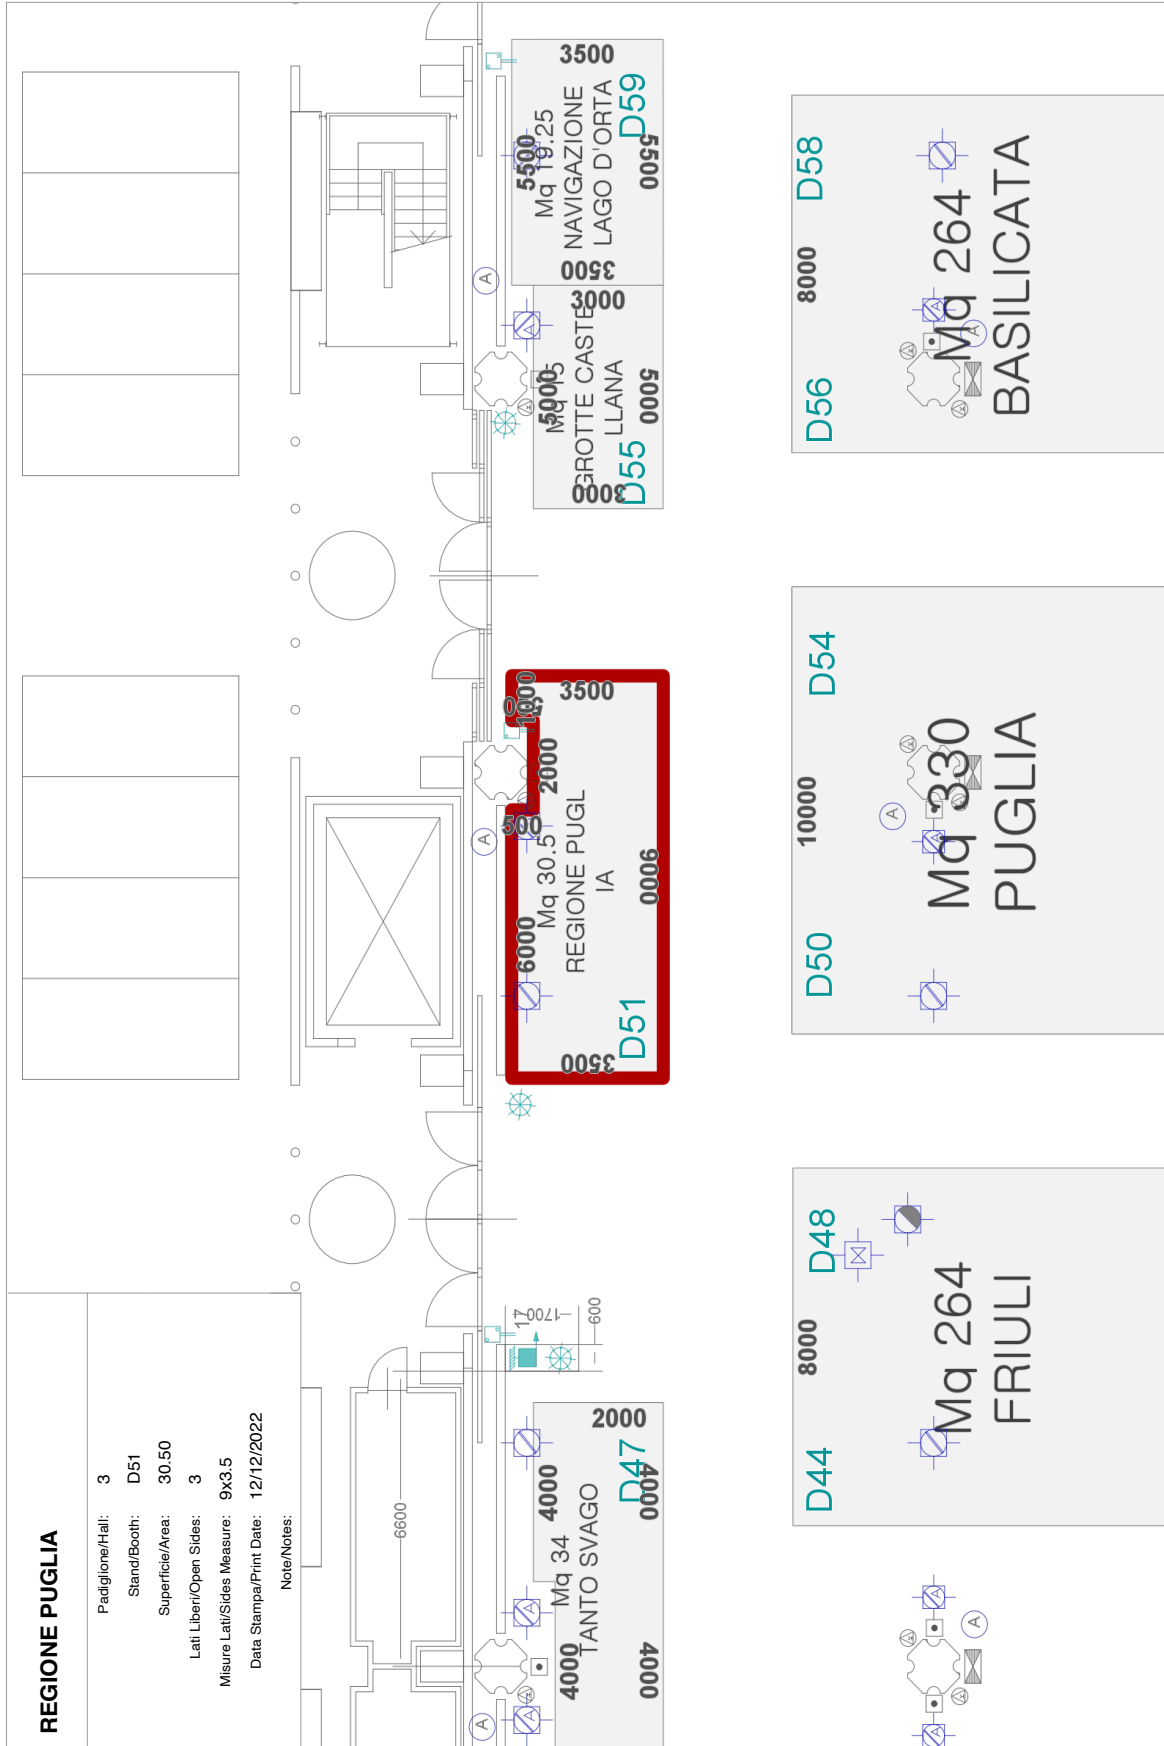 REGIONE PUGLIA
Padiglione/Hall: 3
Stand/Booth: D51
Superficie/Area: 30.50
Lati Liberi/Open Sides: 3
Misure Lati/Sides Measure: 9x3.5
Data Stampa/Print Date: 12/12/2022
Note/Notes:
3500
5500
Mq 19.25
NAVIGAZIONE
LAGO D'ORTA
D59
5500
3500
3000
5000
Mq 15
GROTTE CASTE
LLANA
5000
D55
3000
1000
3500
2000
500
Mq 30.5
REGIONE PUGL
IA
9000
6000
D51
3500
17
1700
600
2000
4000
D47
4000
Mq 34
TANTO SVAGO
4000
4000
6600
D58
8000
Mq 264
BASILICATA
D56
D54
10000
Mq 330
PUGLIA
D50
D48
8000
Mq 264
FRIULI
D44
A
A
A
A
A
A
A
A
A
A
A
A
A